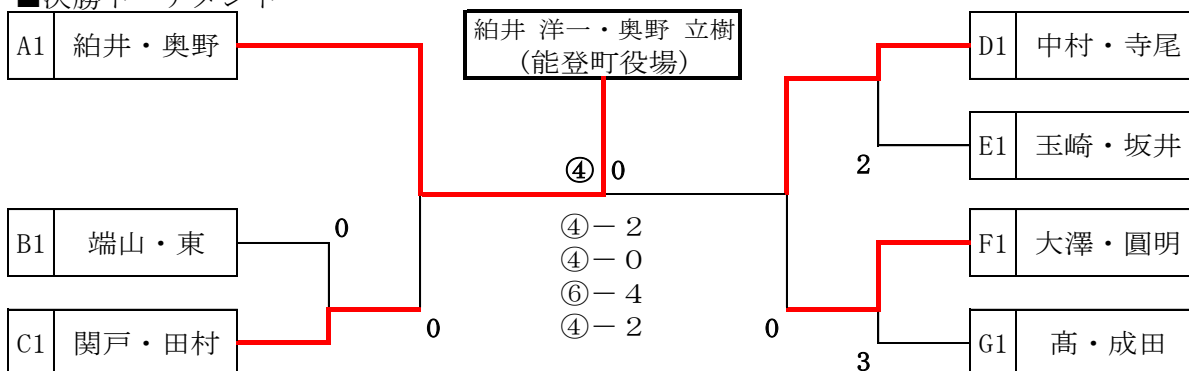 ■決勝トーナメント
A1 絈井・奥野
絈井 洋一・奥野 立樹
(能登町役場)
D1 中村・寺尾
E1 玉崎・坂井
2
④ 0
B1 端山・東
0
④－2
④－0
⑥－4
④－2
F1 大澤・圓明
C1 関戸・田村
0
0
G1 髙・成田
3